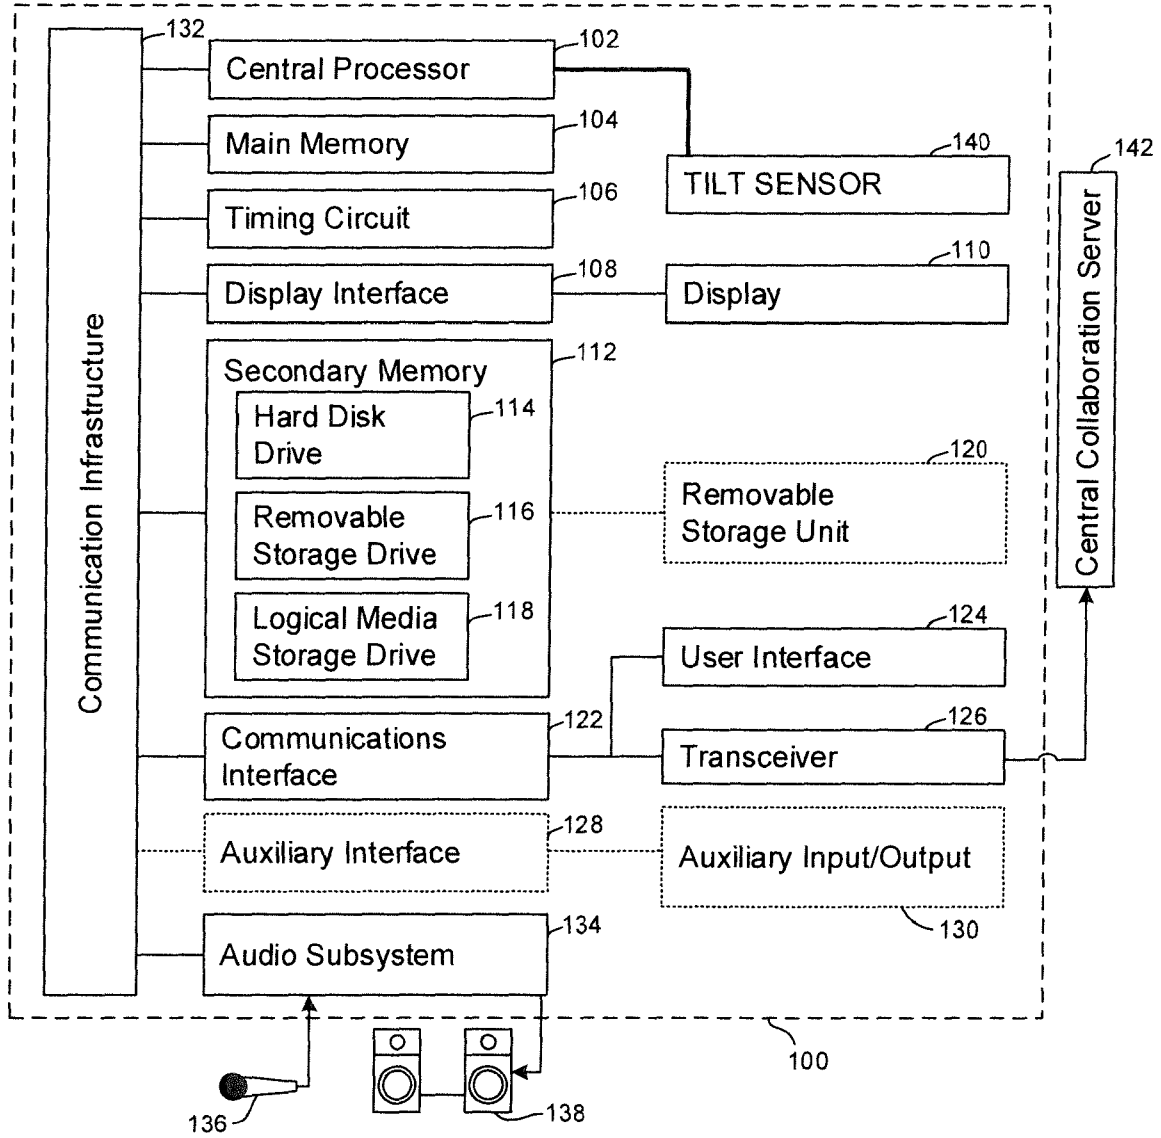 132
Communication Infrastructure
102
Central Processor
104
Main Memory
140
TILT SENSOR
142
Central Collaboration Server
106
Timing Circuit
108
Display Interface
110
Display
112
Secondary Memory
114
Hard Disk
Drive
116
Removable
Storage Drive
118
Logical Media
Storage Drive
120
Removable
Storage Unit
124
User Interface
122
Communications
Interface
126
Transceiver
128
Auxiliary Interface
Auxiliary Input/Output
130
134
Audio Subsystem
100
136
138